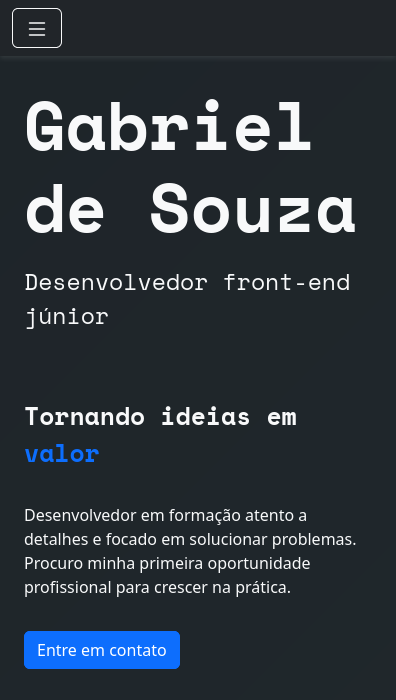 Gabriel
de Souza
Desenvolvedor front-end
júnior
Tornando ideias em
valor
Desenvolvedor em formação atento a
detalhes e focado em solucionar problemas.
Procuro minha primeira oportunidade
profissional para crescer na prática.
Entre em contato